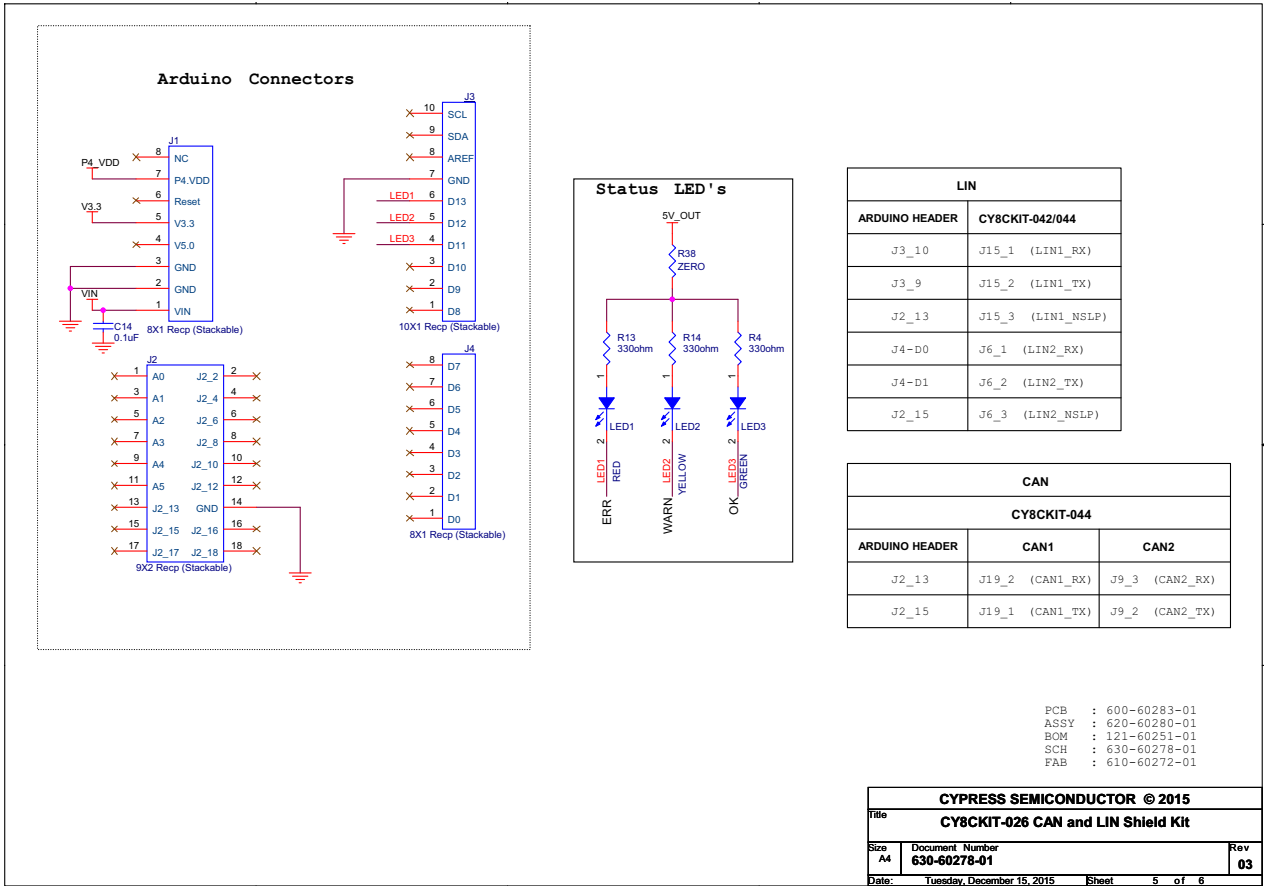 Arduino Connectors
J1
8 NC
P4_VDD
7 P4.VDD
6 Reset
V3.3
5 V3.3
4 V5.0
3 GND
2 GND
VIN
1 VIN
C14
0.1uF
8X1 Recp (Stackable)
J3
10 SCL
9 SDA
8 AREF
7 GND
LED1 6 D13
LED2 5 D12
LED3 4 D11
3 D10
2 D9
1 D8
10X1 Recp (Stackable)
J2
1 A0 J2_2 2
3 A1 J2_4 4
5 A2 J2_6 6
7 A3 J2_8 8
9 A4 J2_10 10
11 A5 J2_12 12
13 J2_13 GND 14
15 J2_15 J2_16 16
17 J2_17 J2_18 18
9X2 Recp (Stackable)
J4
8 D7
7 D6
6 D5
5 D4
4 D3
3 D2
2 D1
1 D0
8X1 Recp (Stackable)
Status LED's
5V_OUT
R38
ZERO
R13
330ohm
R14
330ohm
R4
330ohm
1 1 1
LED1 LED2 LED3
2 2 2
LED1 LED2 LED3
RED YELLOW GREEN
ERR WARN OK
LIN
ARDUINO HEADER CY8CKIT-042/044
J3_10 J15_1 (LIN1_RX)
J3_9 J15_2 (LIN1_TX)
J2_13 J15_3 (LIN1_NSLP)
J4-D0 J6_1 (LIN2_RX)
J4-D1 J6_2 (LIN2_TX)
J2_15 J6_3 (LIN2_NSLP)
CAN
CY8CKIT-044
ARDUINO HEADER CAN1 CAN2
J2_13 J19_2 (CAN1_RX) J9_3 (CAN2_RX)
J2_15 J19_1 (CAN1_TX) J9_2 (CAN2_TX)
PCB : 600-60283-01
ASSY : 620-60280-01
BOM : 121-60251-01
SCH : 630-60278-01
FAB : 610-60272-01
CYPRESS SEMICONDUCTOR © 2015
Title
CY8CKIT-026 CAN and LIN Shield Kit
Size Document Number Rev
A4 630-60278-01 03
Date: Tuesday, December 15, 2015 Sheet 5 of 6